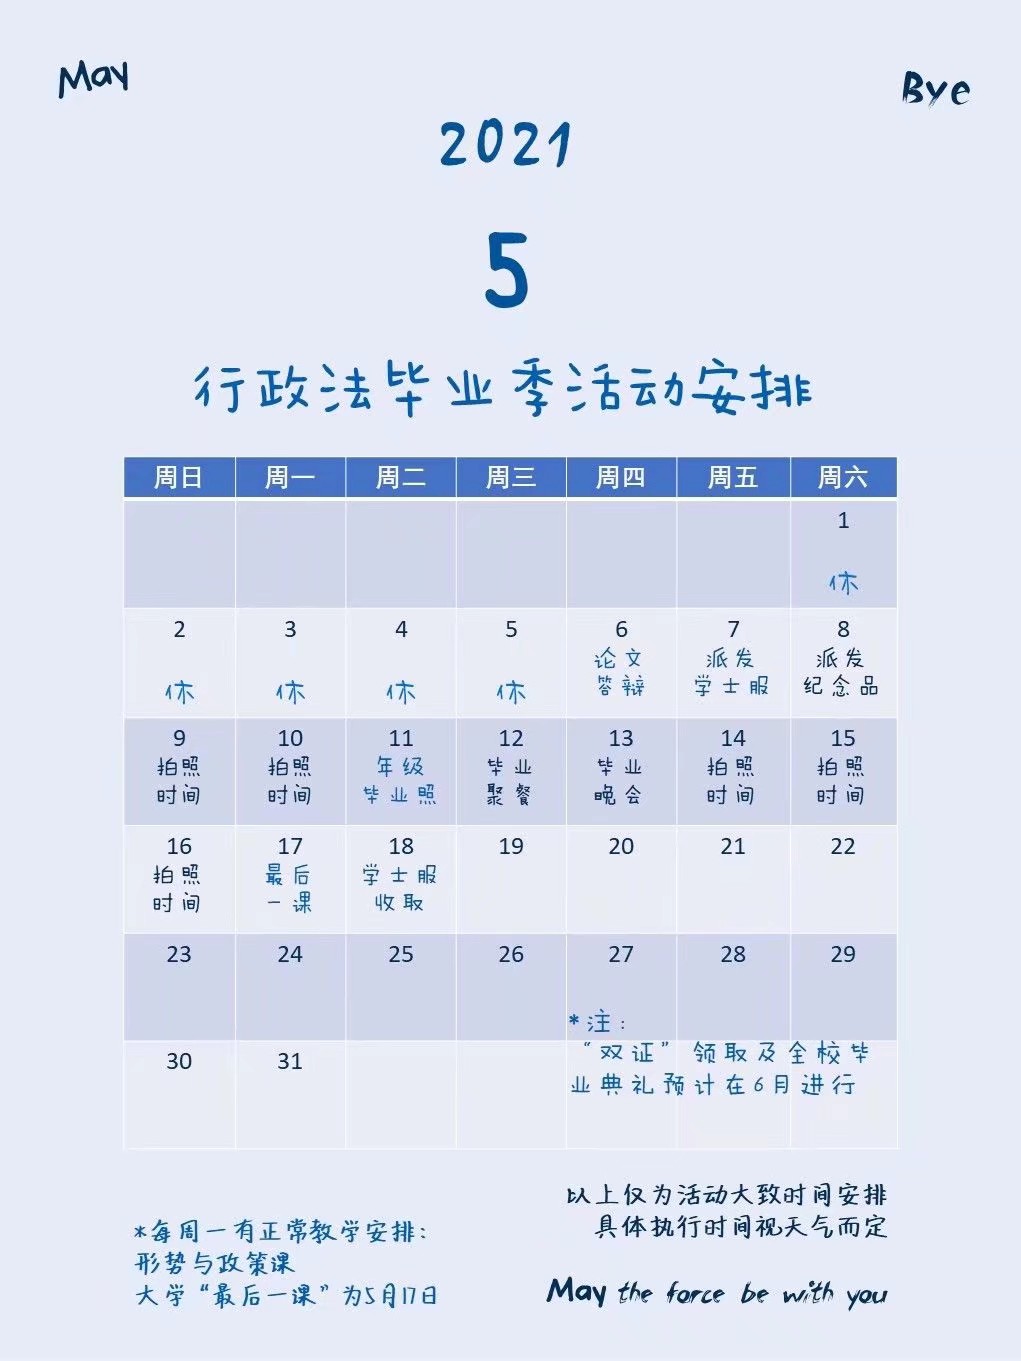 May
Bye
2021
5
行政法毕业季活动安排
周日 周一 周二 周三 周四 周五 周六
1
休
2 3 4 5 6 7 8
论文 派发 派发
休 休 休 休 答辩 学士服 纪念品
9 10 11 12 13 14 15
拍照 拍照 年级 毕业 毕业 拍照 拍照
时间 时间 毕业照 聚餐 晚会 时间 时间
16 17 18 19 20 21 22
拍照 最后 学士服
时间 一课 收取
23 24 25 26 27 28 29
*注：
“双证”领取及全校毕
30 31
业典礼预计在6月进行
以上仅为活动大致时间安排
具体执行时间视天气而定
*每周一有正常教学安排：
形势与政策课
大学“最后一课”为5月17日
May the force be with you